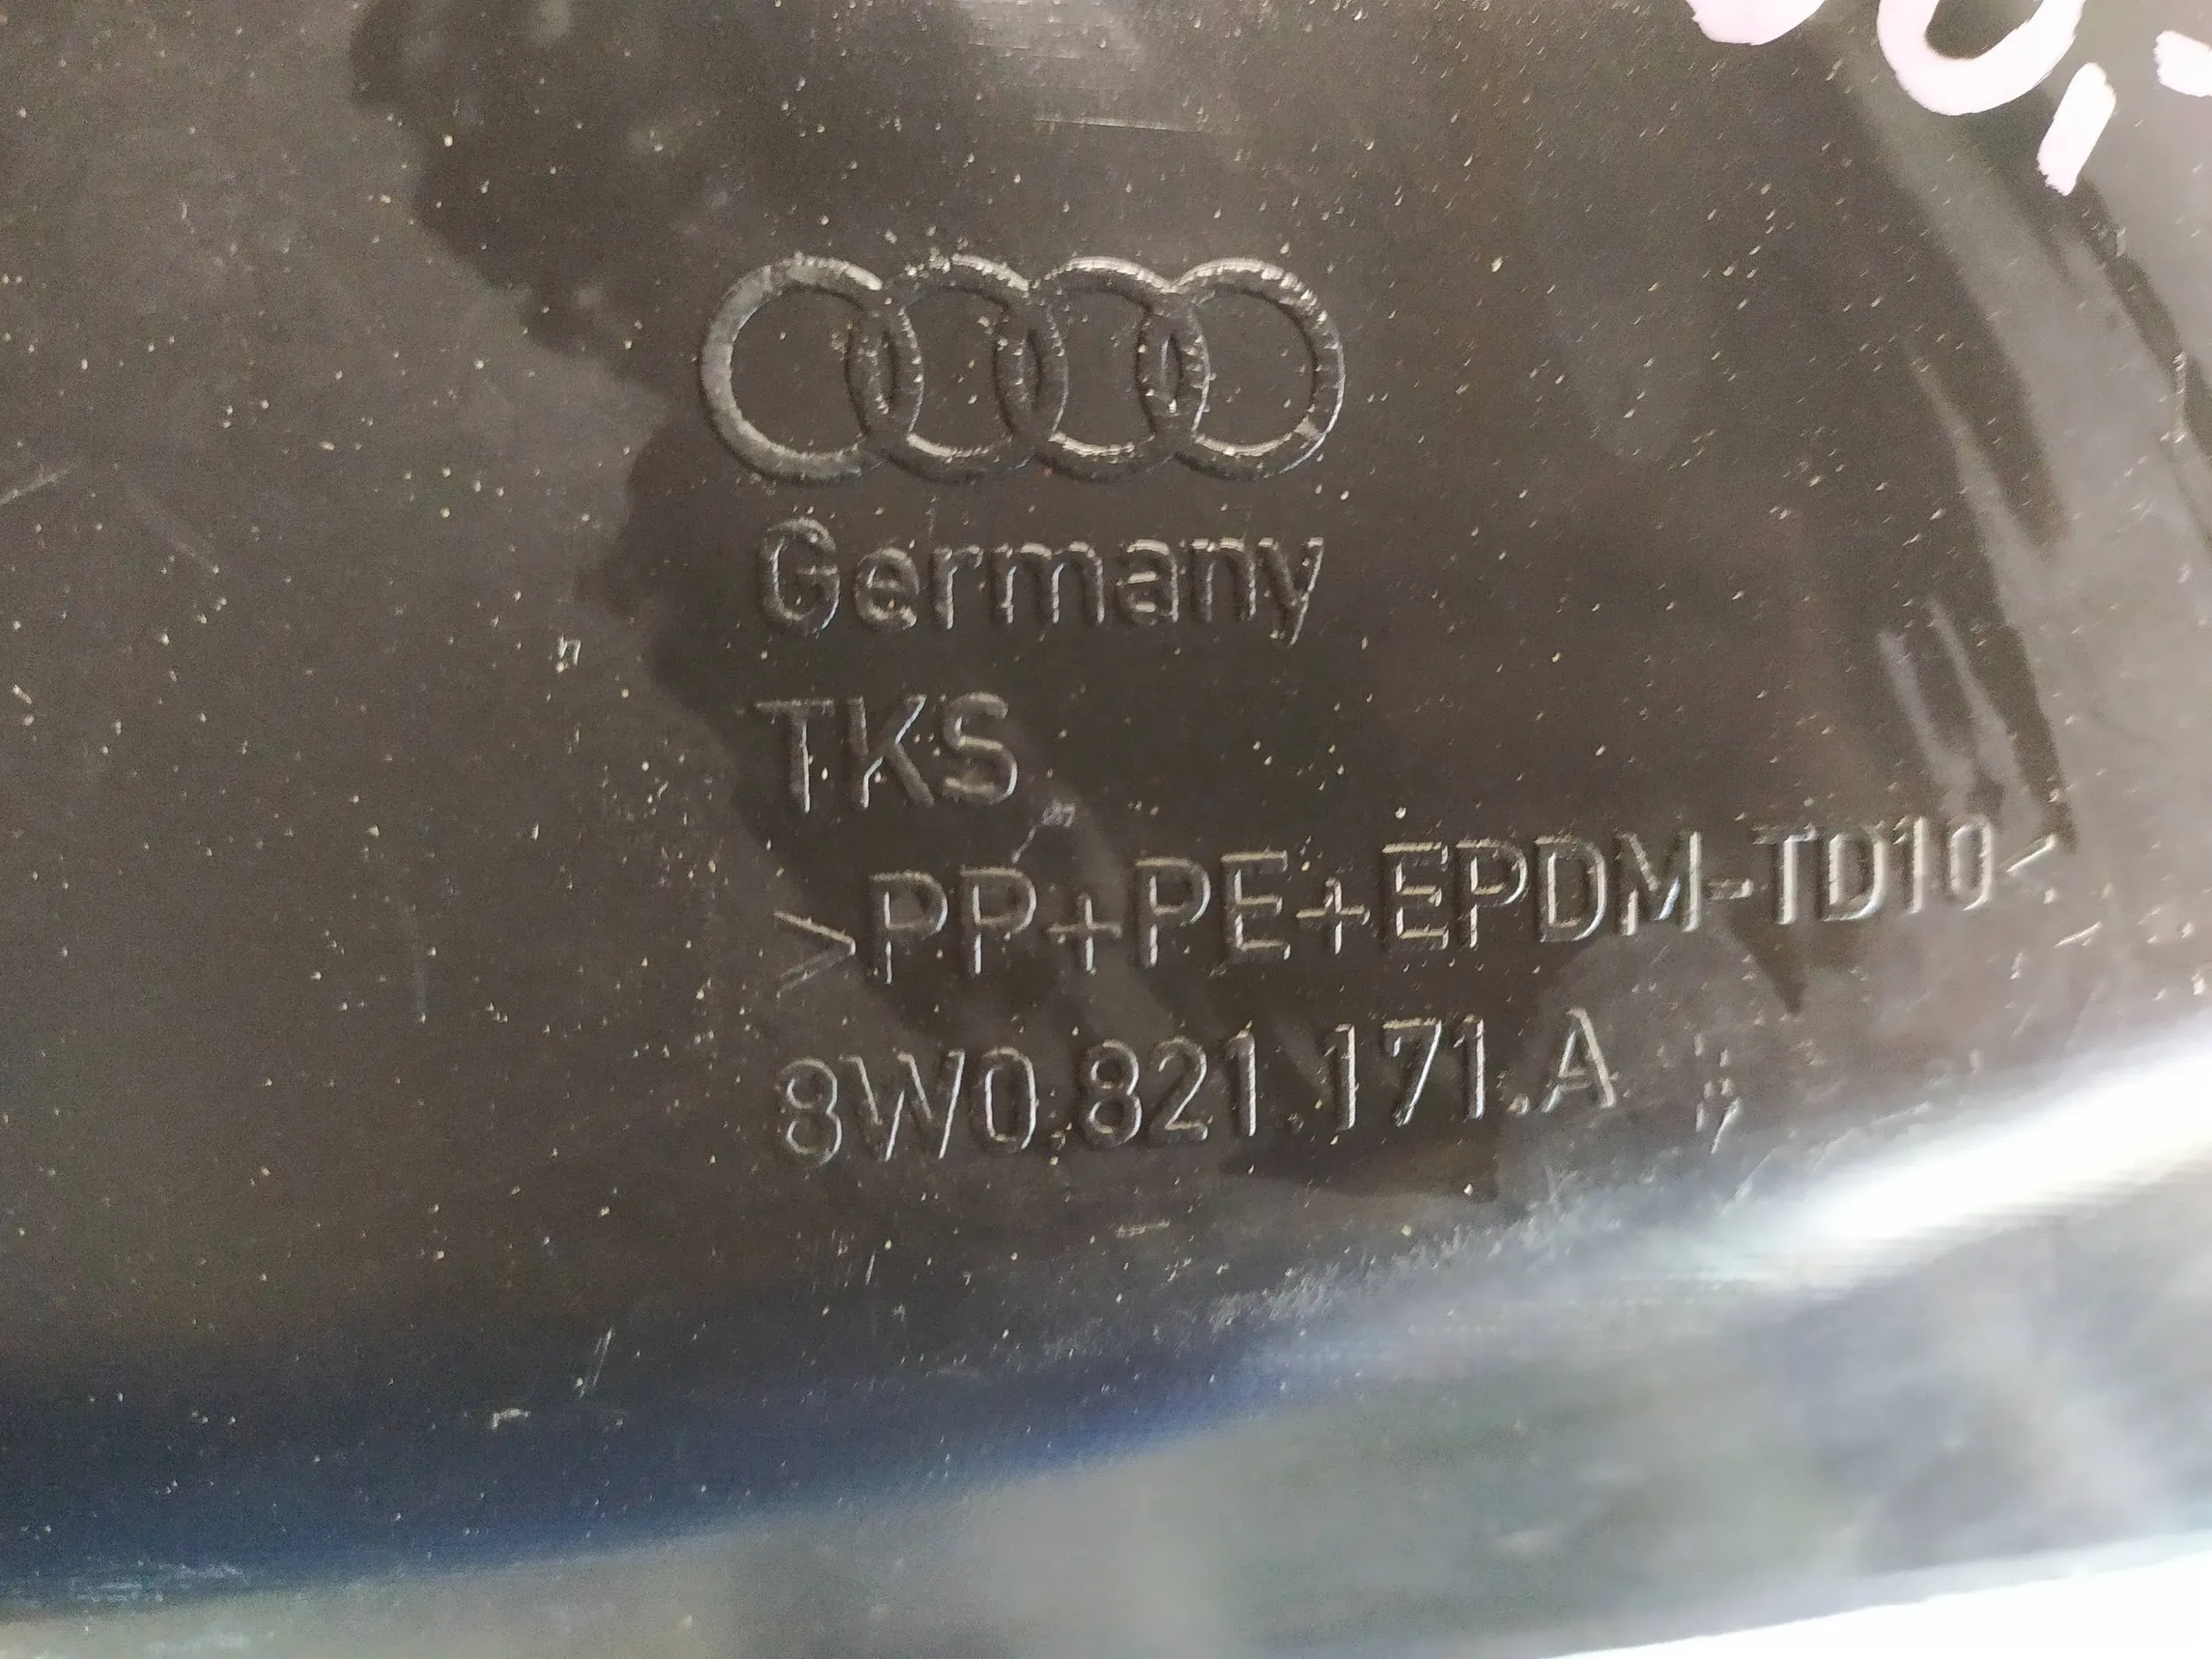 Germany
TKS
>PP+PE+EPDM-TD10<
8W0.821.171.A